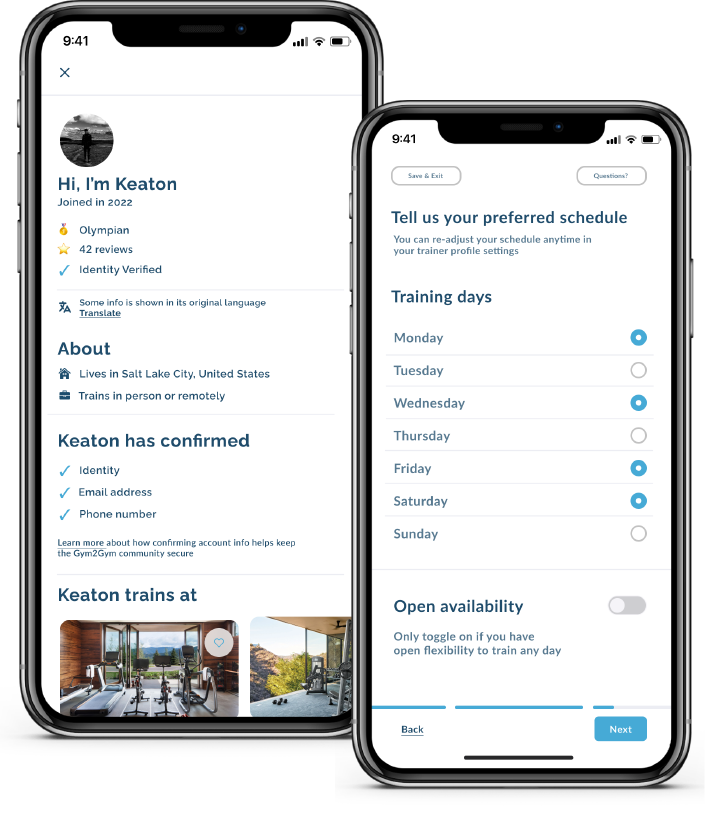 9:41
Hi, I'm Keaton
Joined in 2022
Olympian
42 reviews
Identity Verified
Some info is shown in its original language
Translate
About
Lives in Salt Lake City, United States
Trains in person or remotely
Keaton has confirmed
Identity
Email address
Phone number
Learn more about how confirming account info helps keep
the Gym2Gym community secure
Keaton trains at
9:41
Save & Exit
Questions?
Tell us your preferred schedule
You can re-adjust your schedule anytime in
your trainer profile settings
Training days
Monday
Tuesday
Wednesday
Thursday
Friday
Saturday
Sunday
Open availability
Only toggle on if you have
open flexibility to train any day
Back
Next